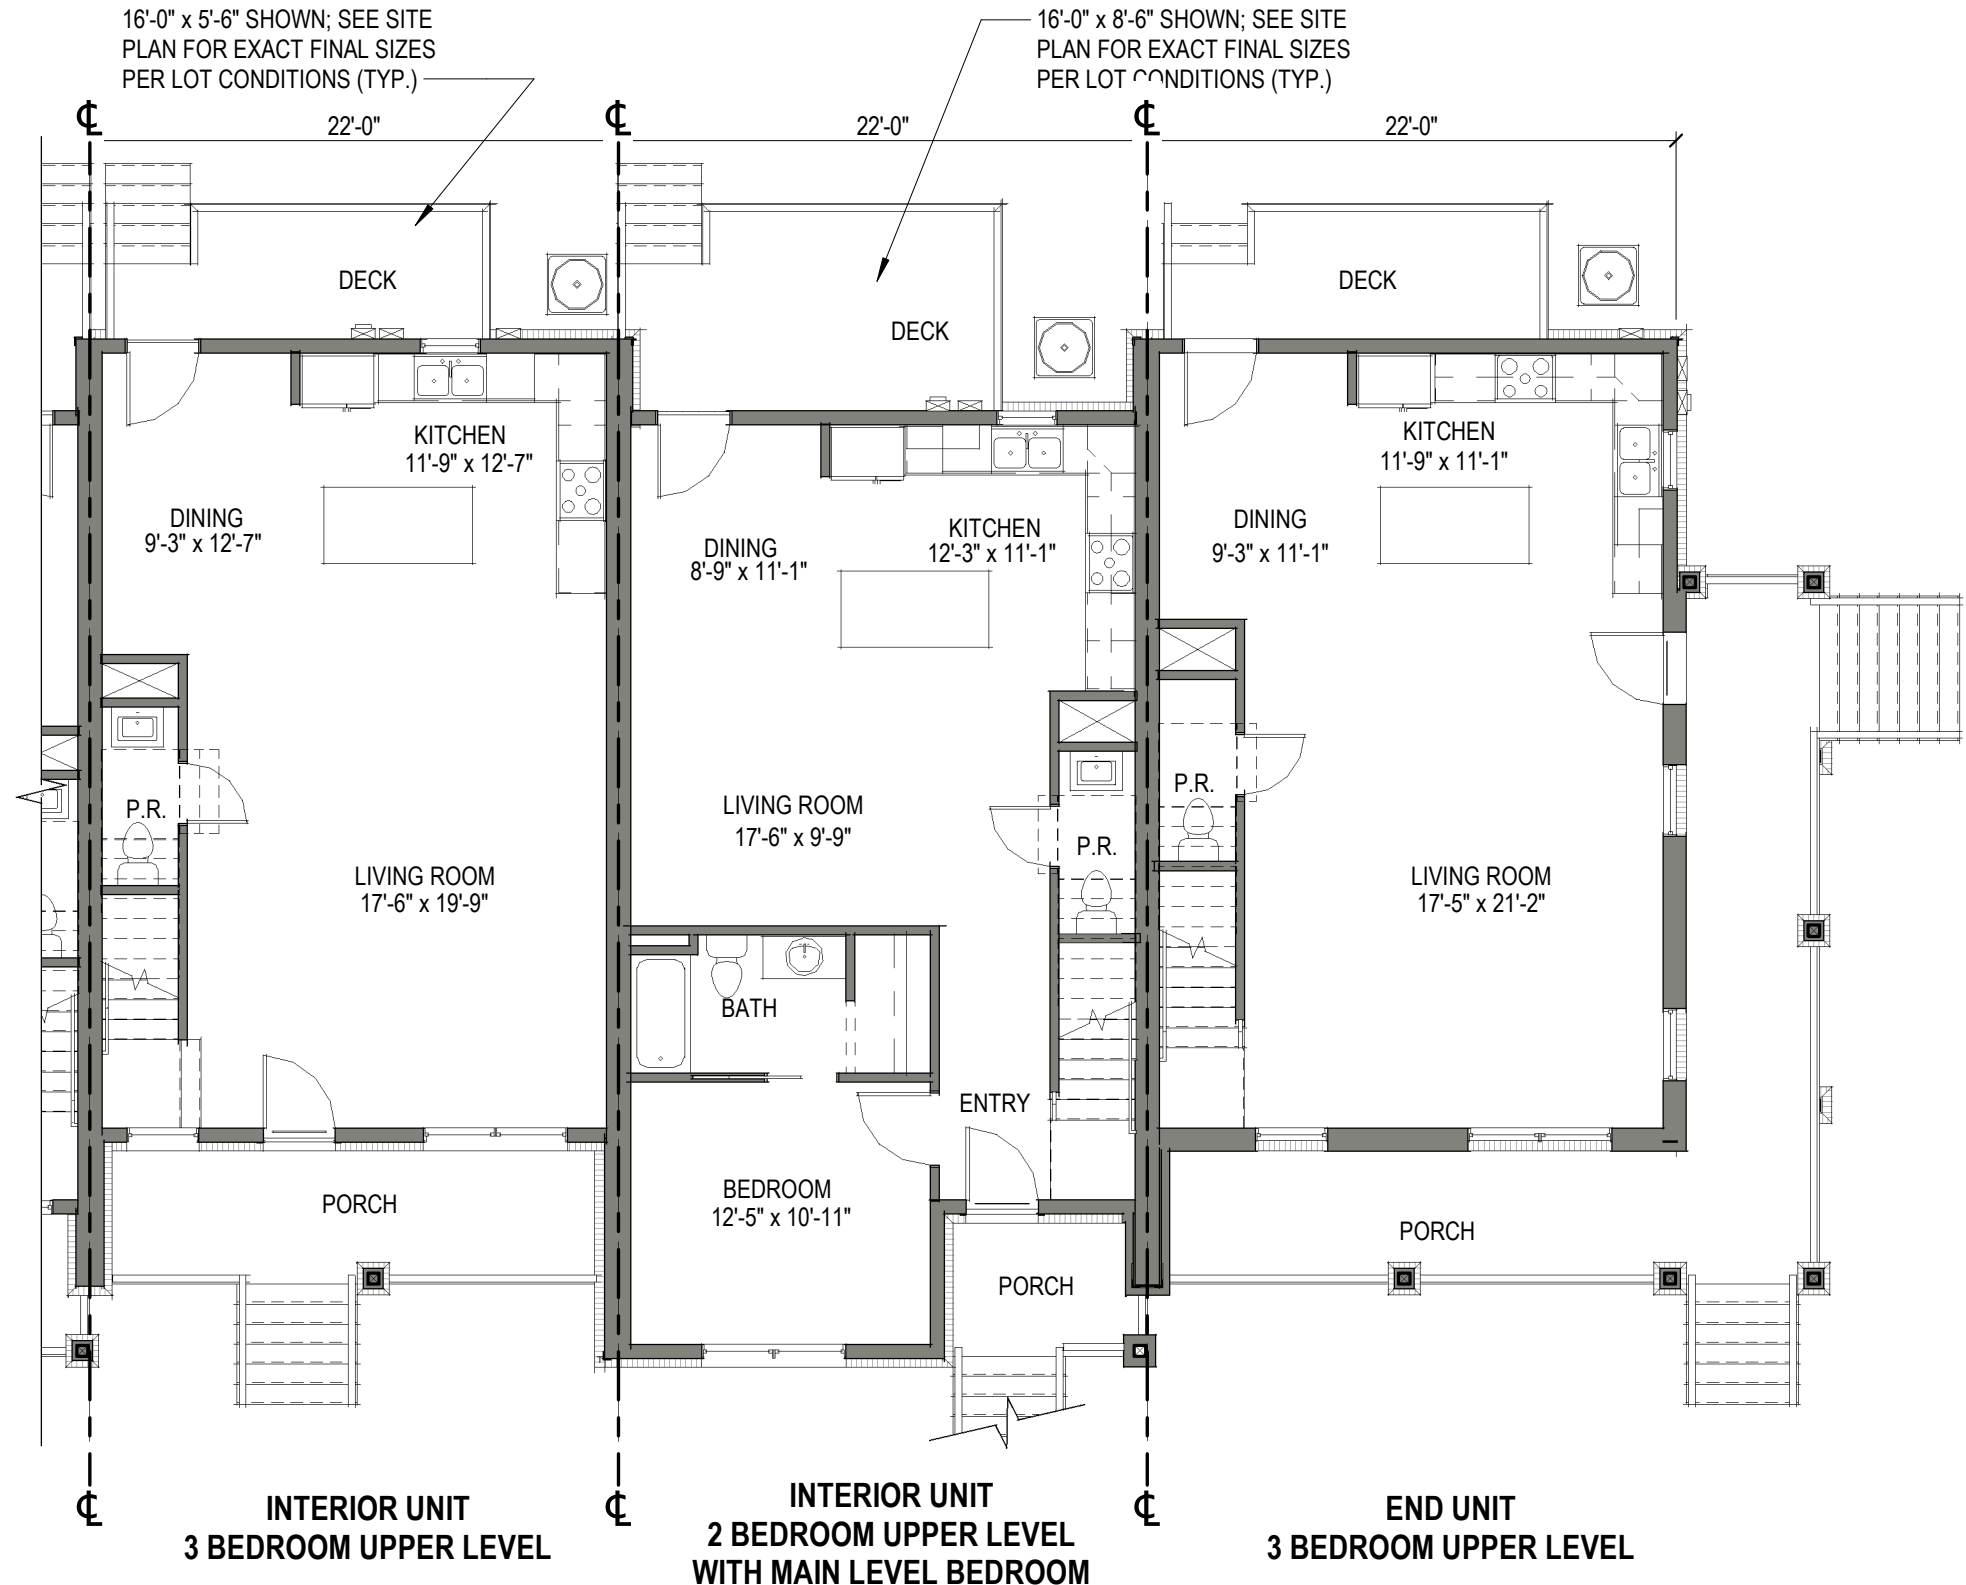 16'-0" x 5'-6" SHOWN; SEE SITE
PLAN FOR EXACT FINAL SIZES
PER LOT CONDITIONS (TYP.)
16'-0" x 8'-6" SHOWN; SEE SITE
PLAN FOR EXACT FINAL SIZES
PER LOT CONDITIONS (TYP.)
℄
22'-0"
℄
22'-0"
℄
22'-0"
DECK
DECK
DECK
KITCHEN
11'-9" x 12'-7"
DINING
9'-3" x 12'-7"
P.R.
LIVING ROOM
17'-6" x 19'-9"
PORCH
KITCHEN
12'-3" x 11'-1"
DINING
8'-9" x 11'-1"
LIVING ROOM
17'-6" x 9'-9"
P.R.
BATH
ENTRY
BEDROOM
12'-5" x 10'-11"
PORCH
KITCHEN
11'-9" x 11'-1"
DINING
9'-3" x 11'-1"
P.R.
LIVING ROOM
17'-5" x 21'-2"
PORCH
℄
℄
℄
INTERIOR UNIT
3 BEDROOM UPPER LEVEL
INTERIOR UNIT
2 BEDROOM UPPER LEVEL
WITH MAIN LEVEL BEDROOM
END UNIT
3 BEDROOM UPPER LEVEL